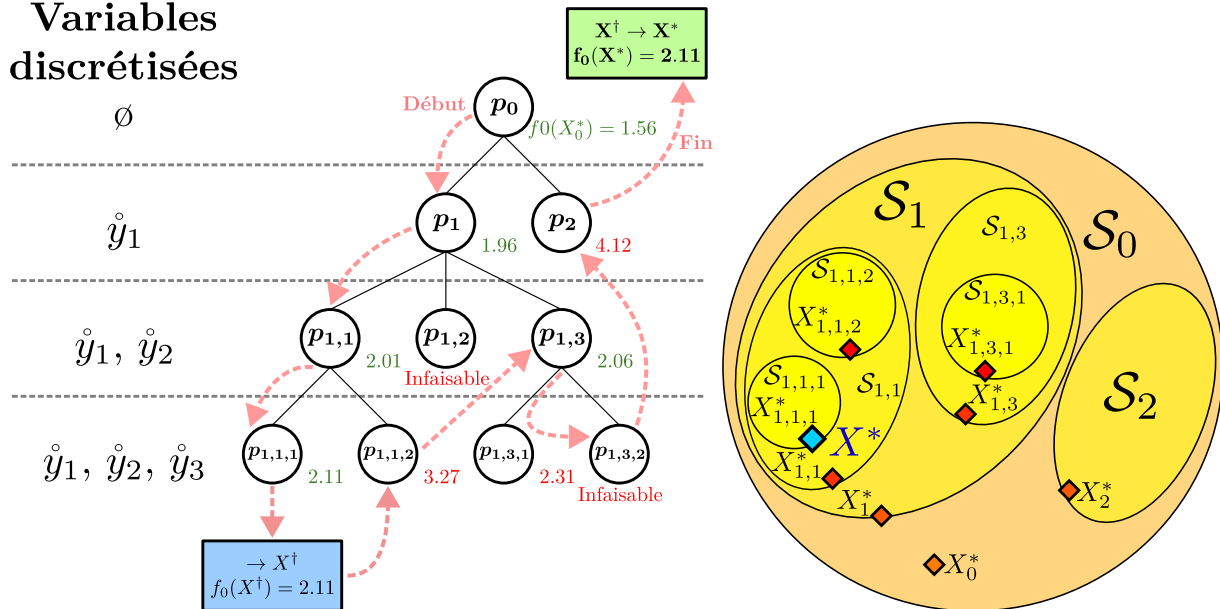 Variables
discrétisées
X† → X*
f₀(X*) = 2.11
Début
p₀
ø
f0(X₀*) = 1.56
Fin
ẙ₁
p₁
1.96
p₂
4.12
ẙ₁, ẙ₂
p₁,₁
2.01
p₁,₂
Infaisable
p₁,₃
2.06
ẙ₁, ẙ₂, ẙ₃
p₁,₁,₁
2.11
p₁,₁,₂
3.27
p₁,₃,₁
2.31
p₁,₃,₂
Infaisable
→ X†
f₀(X†) = 2.11
S₁
S₀
S₁,₃
S₁,₁,₂
X*₁,₁,₂
S₁,₃,₁
X*₁,₃,₁
S₁,₁,₁
S₁,₁
X*₁,₁,₁
X*₁,₃
S₂
X*
X*₁,₁
X*₁
X*₂
X*₀